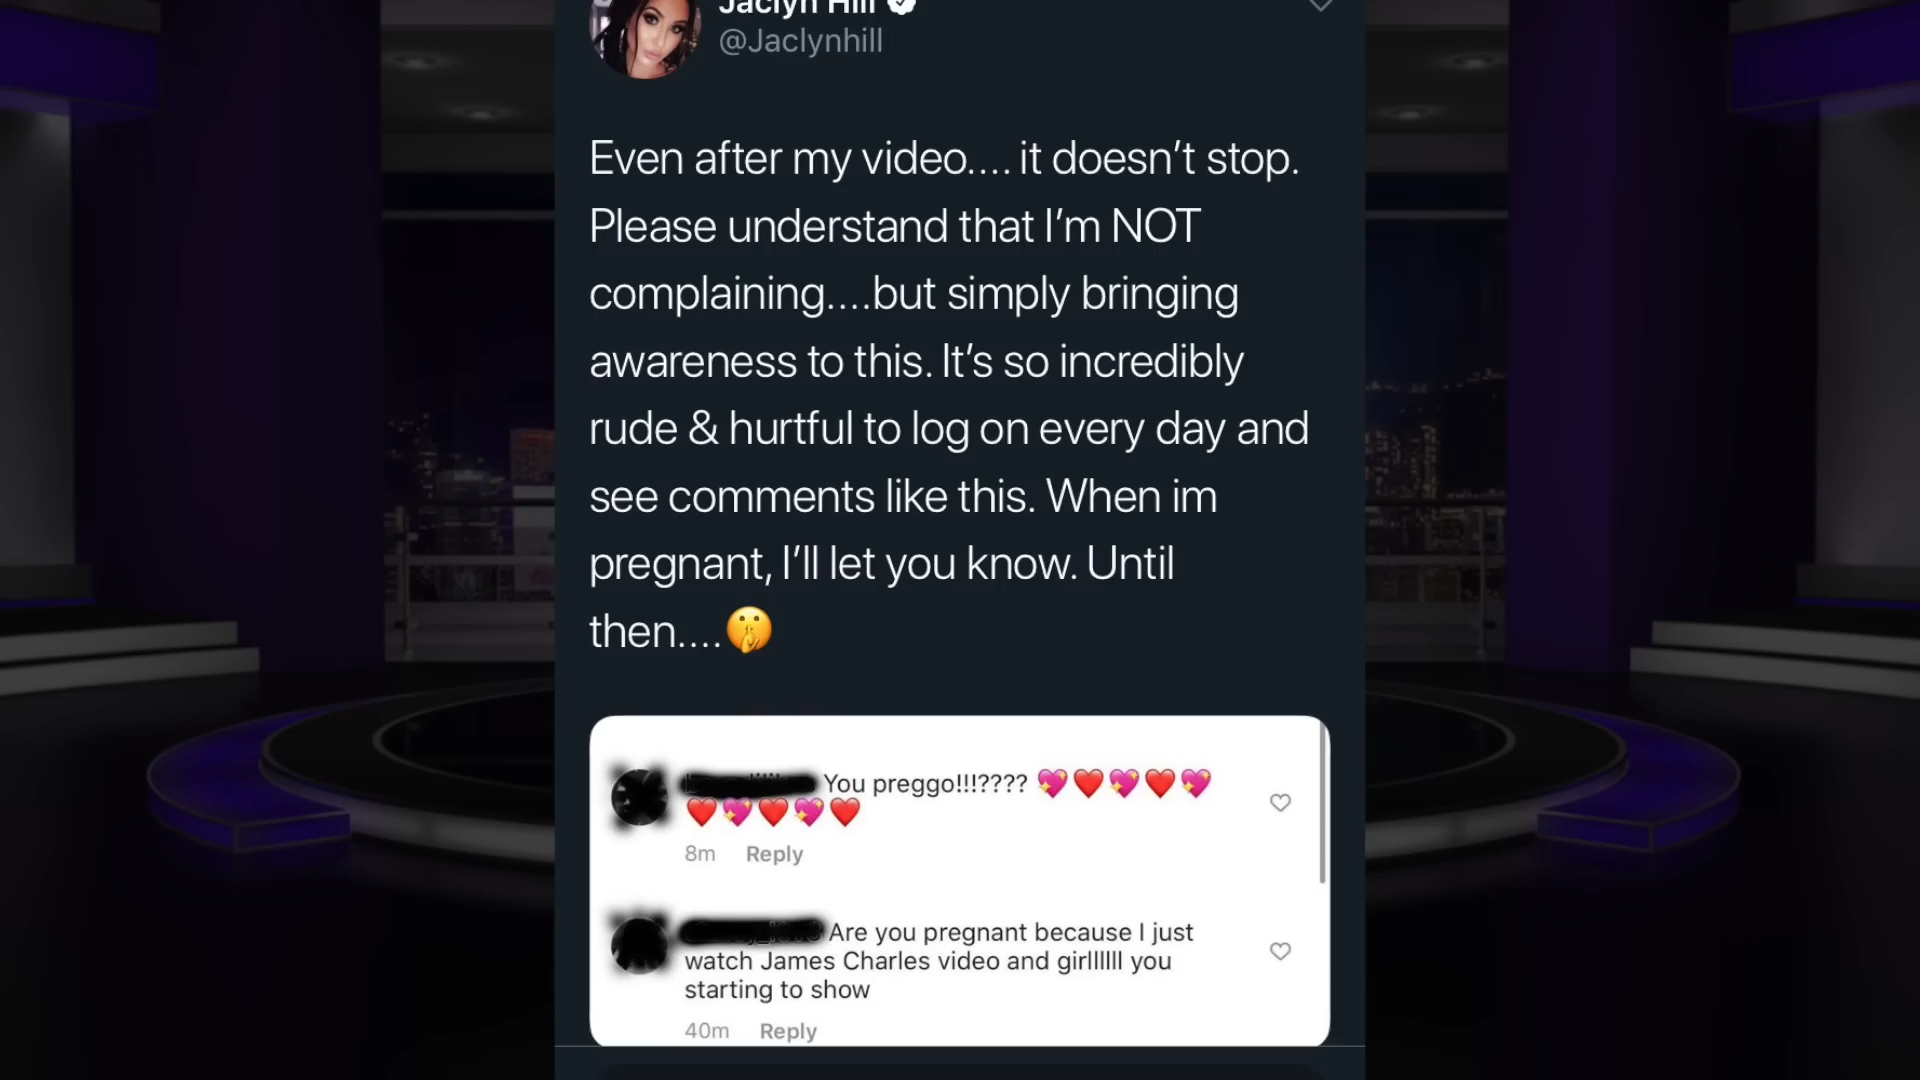 Jaclyn Hill
@Jaclynhill
Even after my video.... it doesn't stop.
Please understand that I'm NOT
complaining....but simply bringing
awareness to this. It's so incredibly
rude & hurtful to log on every day and
see comments like this. When im
pregnant, I'll let you know. Until
then....🤫
You preggo!!!???? 💖❤️💖❤️💖
❤️💖❤️💖❤️
8m Reply
Are you pregnant because I just
watch James Charles video and girllllll you
starting to show
40m Reply